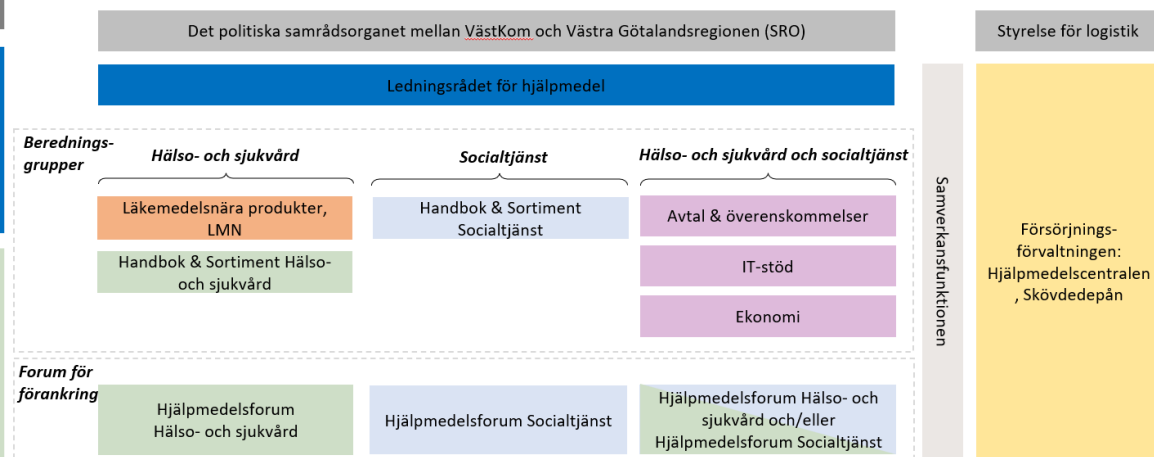 Det politiska samrådsorganet mellan VästKom och Västra Götalandsregionen (SRO)
Styrelse för logistik
Ledningsrådet för hjälpmedel
Berednings-
grupper
Hälso- och sjukvård
Socialtjänst
Hälso- och sjukvård och socialtjänst
Läkemedelsnära produkter,
LMN
Handbok & Sortiment Hälso-
och sjukvård
Handbok & Sortiment
Socialtjänst
Avtal & överenskommelser
IT-stöd
Ekonomi
Samverkansfunktionen
Försörjnings-
förvaltningen:
Hjälpmedelscentralen
, Skövdedepån
Forum för
förankring
Hjälpmedelsforum
Hälso- och sjukvård
Hjälpmedelsforum Socialtjänst
Hjälpmedelsforum Hälso- och
sjukvård och/eller
Hjälpmedelsforum Socialtjänst